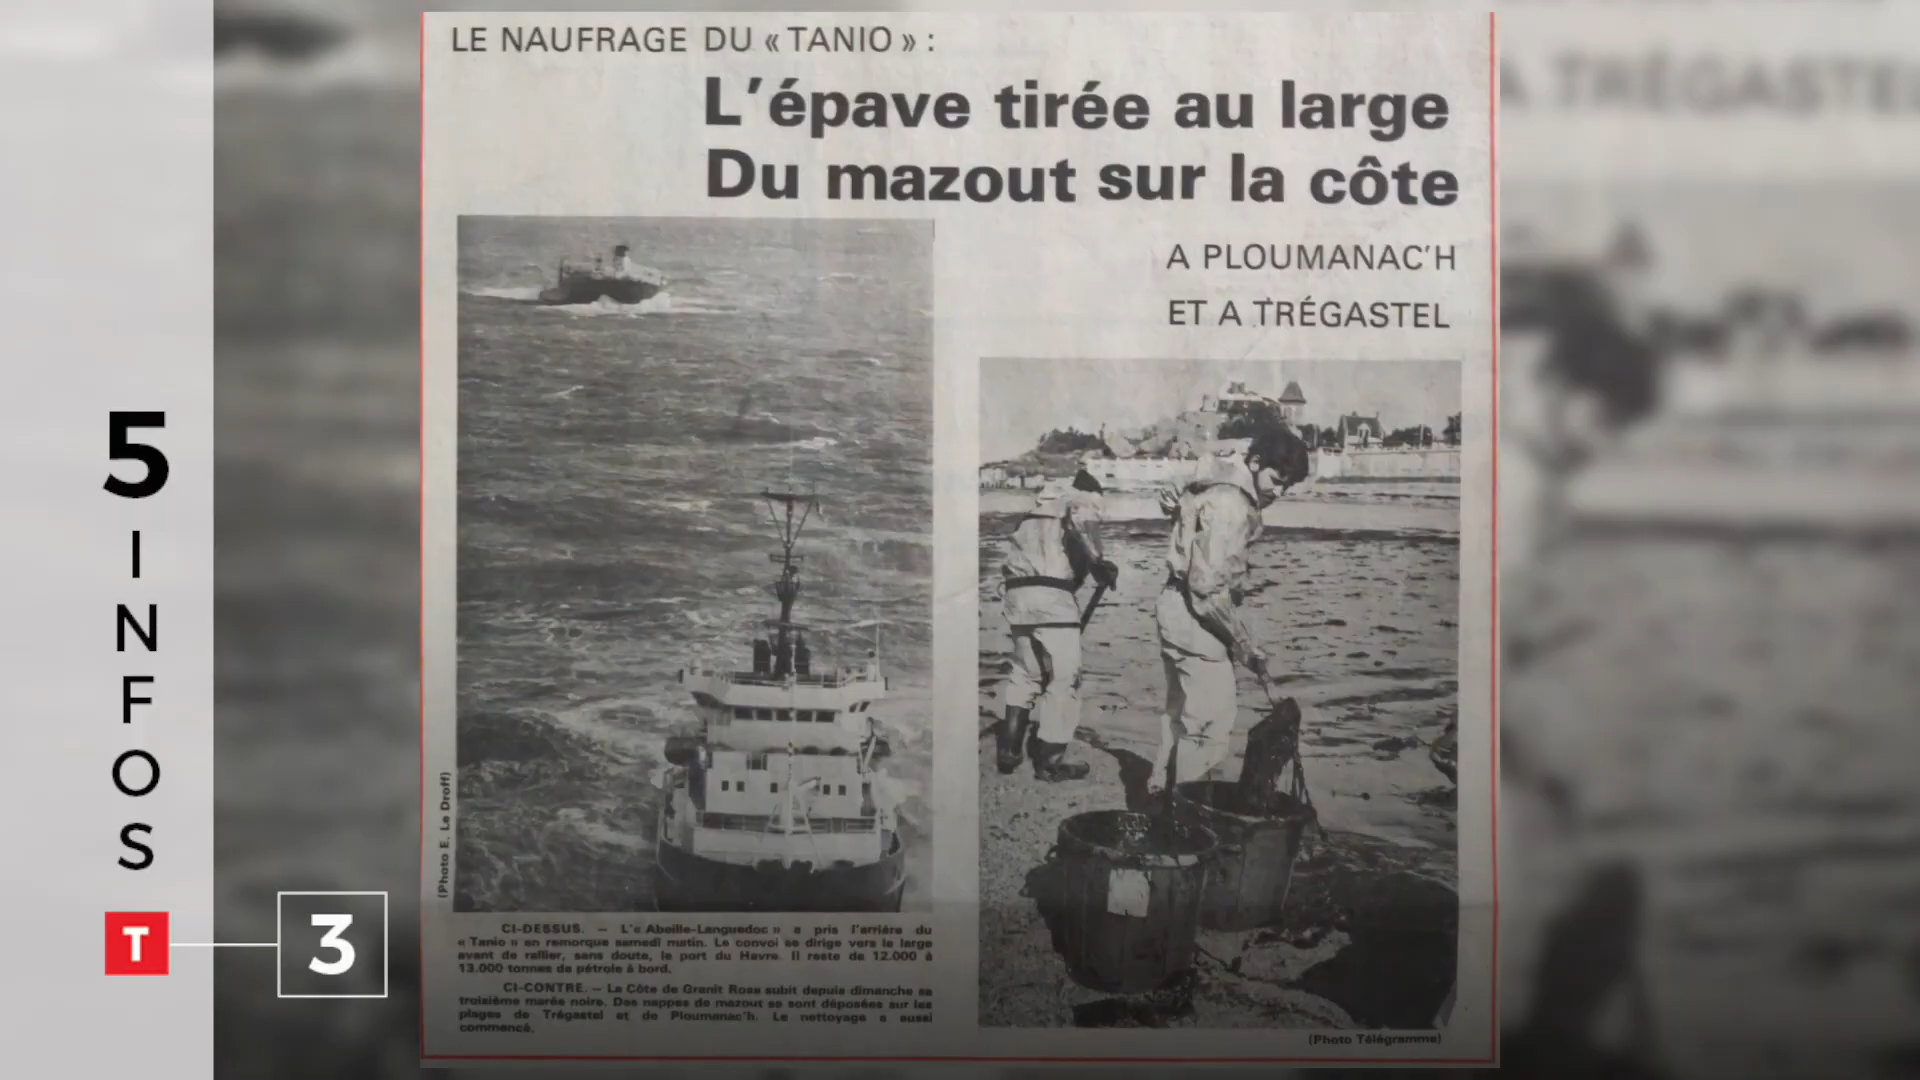 5
INFOS
T
3
LE NAUFRAGE DU « TANIO » :
L'épave tirée au large
Du mazout sur la côte
A PLOUMANAC'H
ET A TRÉGASTEL
(Photo E. Le Droff)
CI-DESSUS. – L'« Abeille-Languedoc » a pris l'arrière du
« Tanio » en remorque samedi matin. Le convoi se dirige vers le large
avant de rallier, sans doute, le port du Havre. Il reste de 12.000 à
13.000 tonnes de pétrole à bord.
CI-CONTRE. – La Côte de Granit Rose subit depuis dimanche sa
troisième marée noire. Des nappes de mazout se sont déposées sur les
plages de Trégastel et de Ploumanac'h. Le nettoyage a aussi
commencé.
(Photo Télégramme)
A TRÉGASTEL